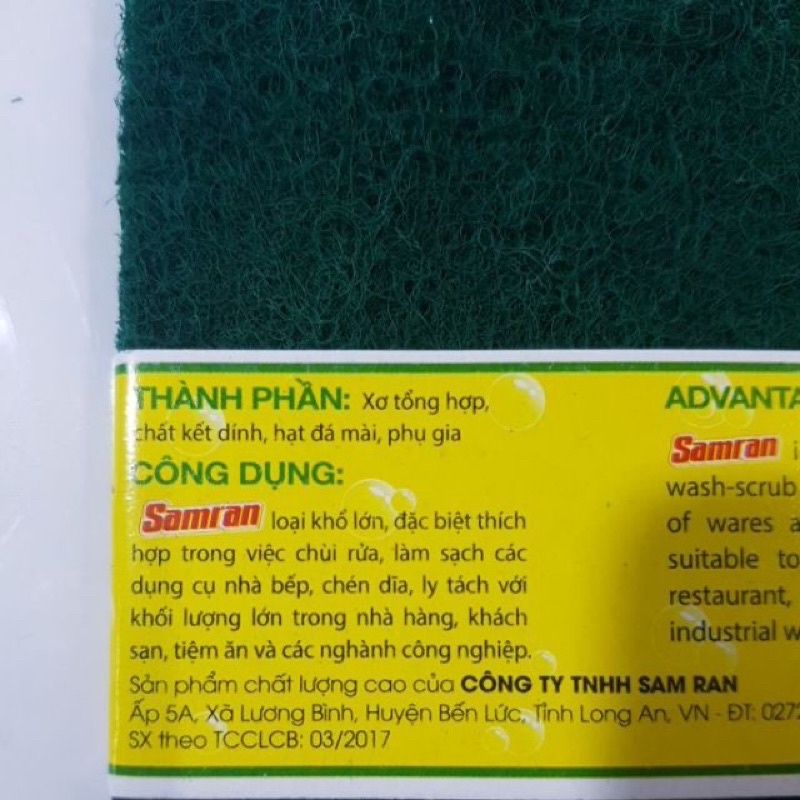 THÀNH PHẦN: Xơ tổng hợp,
chất kết dính, hạt đá mài, phụ gia
CÔNG DỤNG:
Samran loại khổ lớn, đặc biệt thích
hợp trong việc chùi rửa, làm sạch các
dụng cụ nhà bếp, chén dĩa, ly tách với
khối lượng lớn trong nhà hàng, khách
sạn, tiệm ăn và các nghành công nghiệp.
Sản phẩm chất lượng cao của CÔNG TY TNHH SAM RAN
Ấp 5A, Xã Lương Bình, Huyện Bến Lức, Tỉnh Long An, VN - ĐT: 0272
SX theo TCCLCB: 03/2017
ADVANTA
Samran i
wash-scrub
of wares a
suitable to
restaurant,
industrial w